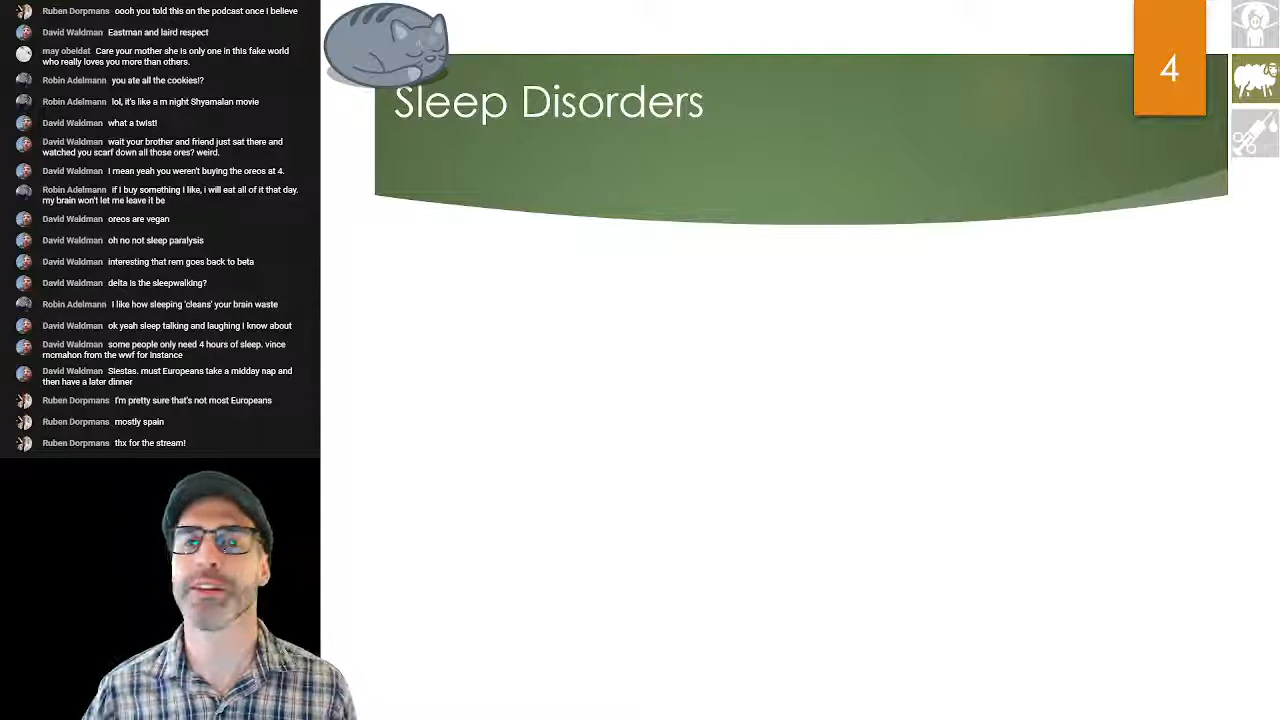 Ruben Dorpmans oooh you told this on the podcast once I believe
David Waldman Eastman and laird respect
may obeidat Care your mother she is only one in this fake world
who really loves you more than others.
Robin Adelmann you ate all the cookies!?
Robin Adelmann lol, it's like a m night Shyamalan movie
David Waldman what a twist!
David Waldman wait your brother and friend just sat there and
watched you scarf down all those ores? weird.
David Waldman I mean yeah you weren't buying the oreos at 4.
Robin Adelmann if I buy something I like, i will eat all of it that day.
my brain won't let me leave it be
David Waldman oreos are vegan
David Waldman oh no not sleep paralysis
David Waldman interesting that rem goes back to beta
David Waldman delta is the sleepwalking?
Robin Adelmann I like how sleeping 'cleans' your brain waste
David Waldman ok yeah sleep talking and laughing I know about
David Waldman some people only need 4 hours of sleep. vince
mcmahon from the wwf for instance
David Waldman Siestas. must Europeans take a midday nap and
then have a later dinner
Ruben Dorpmans I'm pretty sure that's not most Europeans
Ruben Dorpmans mostly spain
Ruben Dorpmans thx for the stream!
Sleep Disorders
4